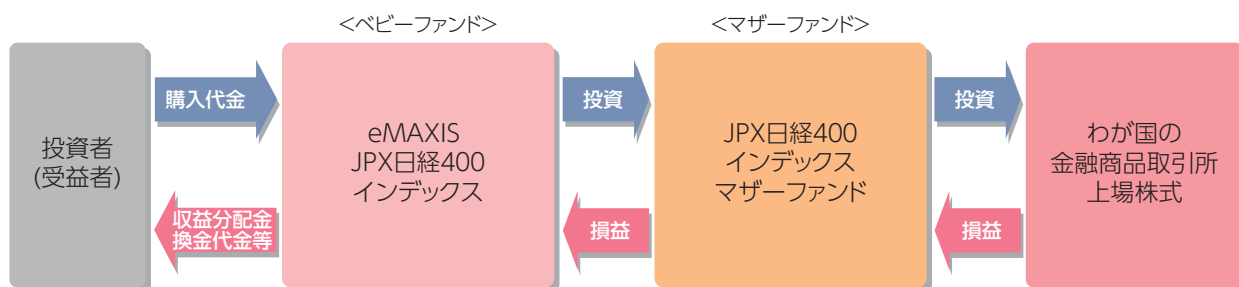 <ベビーファンド>
<マザーファンド>
投資者
(受益者)
購入代金
収益分配金
換金代金等
eMAXIS
JPX日経400
インデックス
投資
損益
JPX日経400
インデックス
マザーファンド
投資
損益
わが国の
金融商品取引所
上場株式